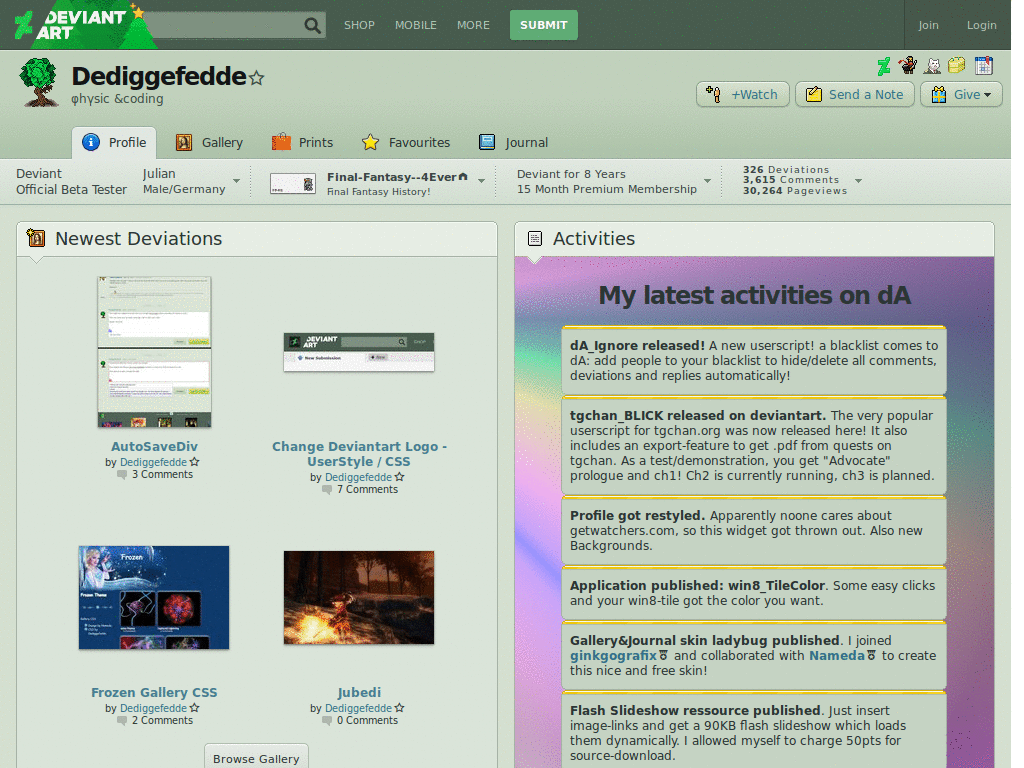 DEVIANT ART
SHOP MOBILE MORE SUBMIT Join Login
Dediggefedde
φhysic &coding
+Watch Send a Note Give
Profile Gallery Prints Favourites Journal
Deviant
Official Beta Tester
Julian
Male/Germany
Final-Fantasy--4Ever
Final Fantasy History!
Deviant for 8 Years
15 Month Premium Membership
326 Deviations
3,615 Comments
30,264 Pageviews
Newest Deviations
AutoSaveDiv
by Dediggefedde
3 Comments
DEVIANT ART SHOP
New Submission
Change Deviantart Logo -
UserStyle / CSS
by Dediggefedde
7 Comments
Frozen
Frozen Theme
Frozen Gallery CSS
by Dediggefedde
2 Comments
Jubedi
by Dediggefedde
0 Comments
Browse Gallery
Activities
My latest activities on dA
dA_Ignore released! A new userscript! a blacklist comes to
dA: add people to your blacklist to hide/delete all comments,
deviations and replies automatically!
tgchan_BLICK released on deviantart. The very popular
userscript for tgchan.org was now released here! It also
includes an export-feature to get .pdf from quests on
tgchan. As a test/demonstration, you get "Advocate"
prologue and ch1! Ch2 is currently running, ch3 is planned.
Profile got restyled. Apparently noone cares about
getwatchers.com, so this widget got thrown out. Also new
Backgrounds.
Application published: win8_TileColor. Some easy clicks
and your win8-tile got the color you want.
Gallery&Journal skin ladybug published. I joined
ginkgografix and collaborated with Nameda to create
this nice and free skin!
Flash Slideshow ressource published. Just insert
image-links and get a 90KB flash slideshow which loads
them dynamically. I allowed myself to charge 50pts for
source-download.